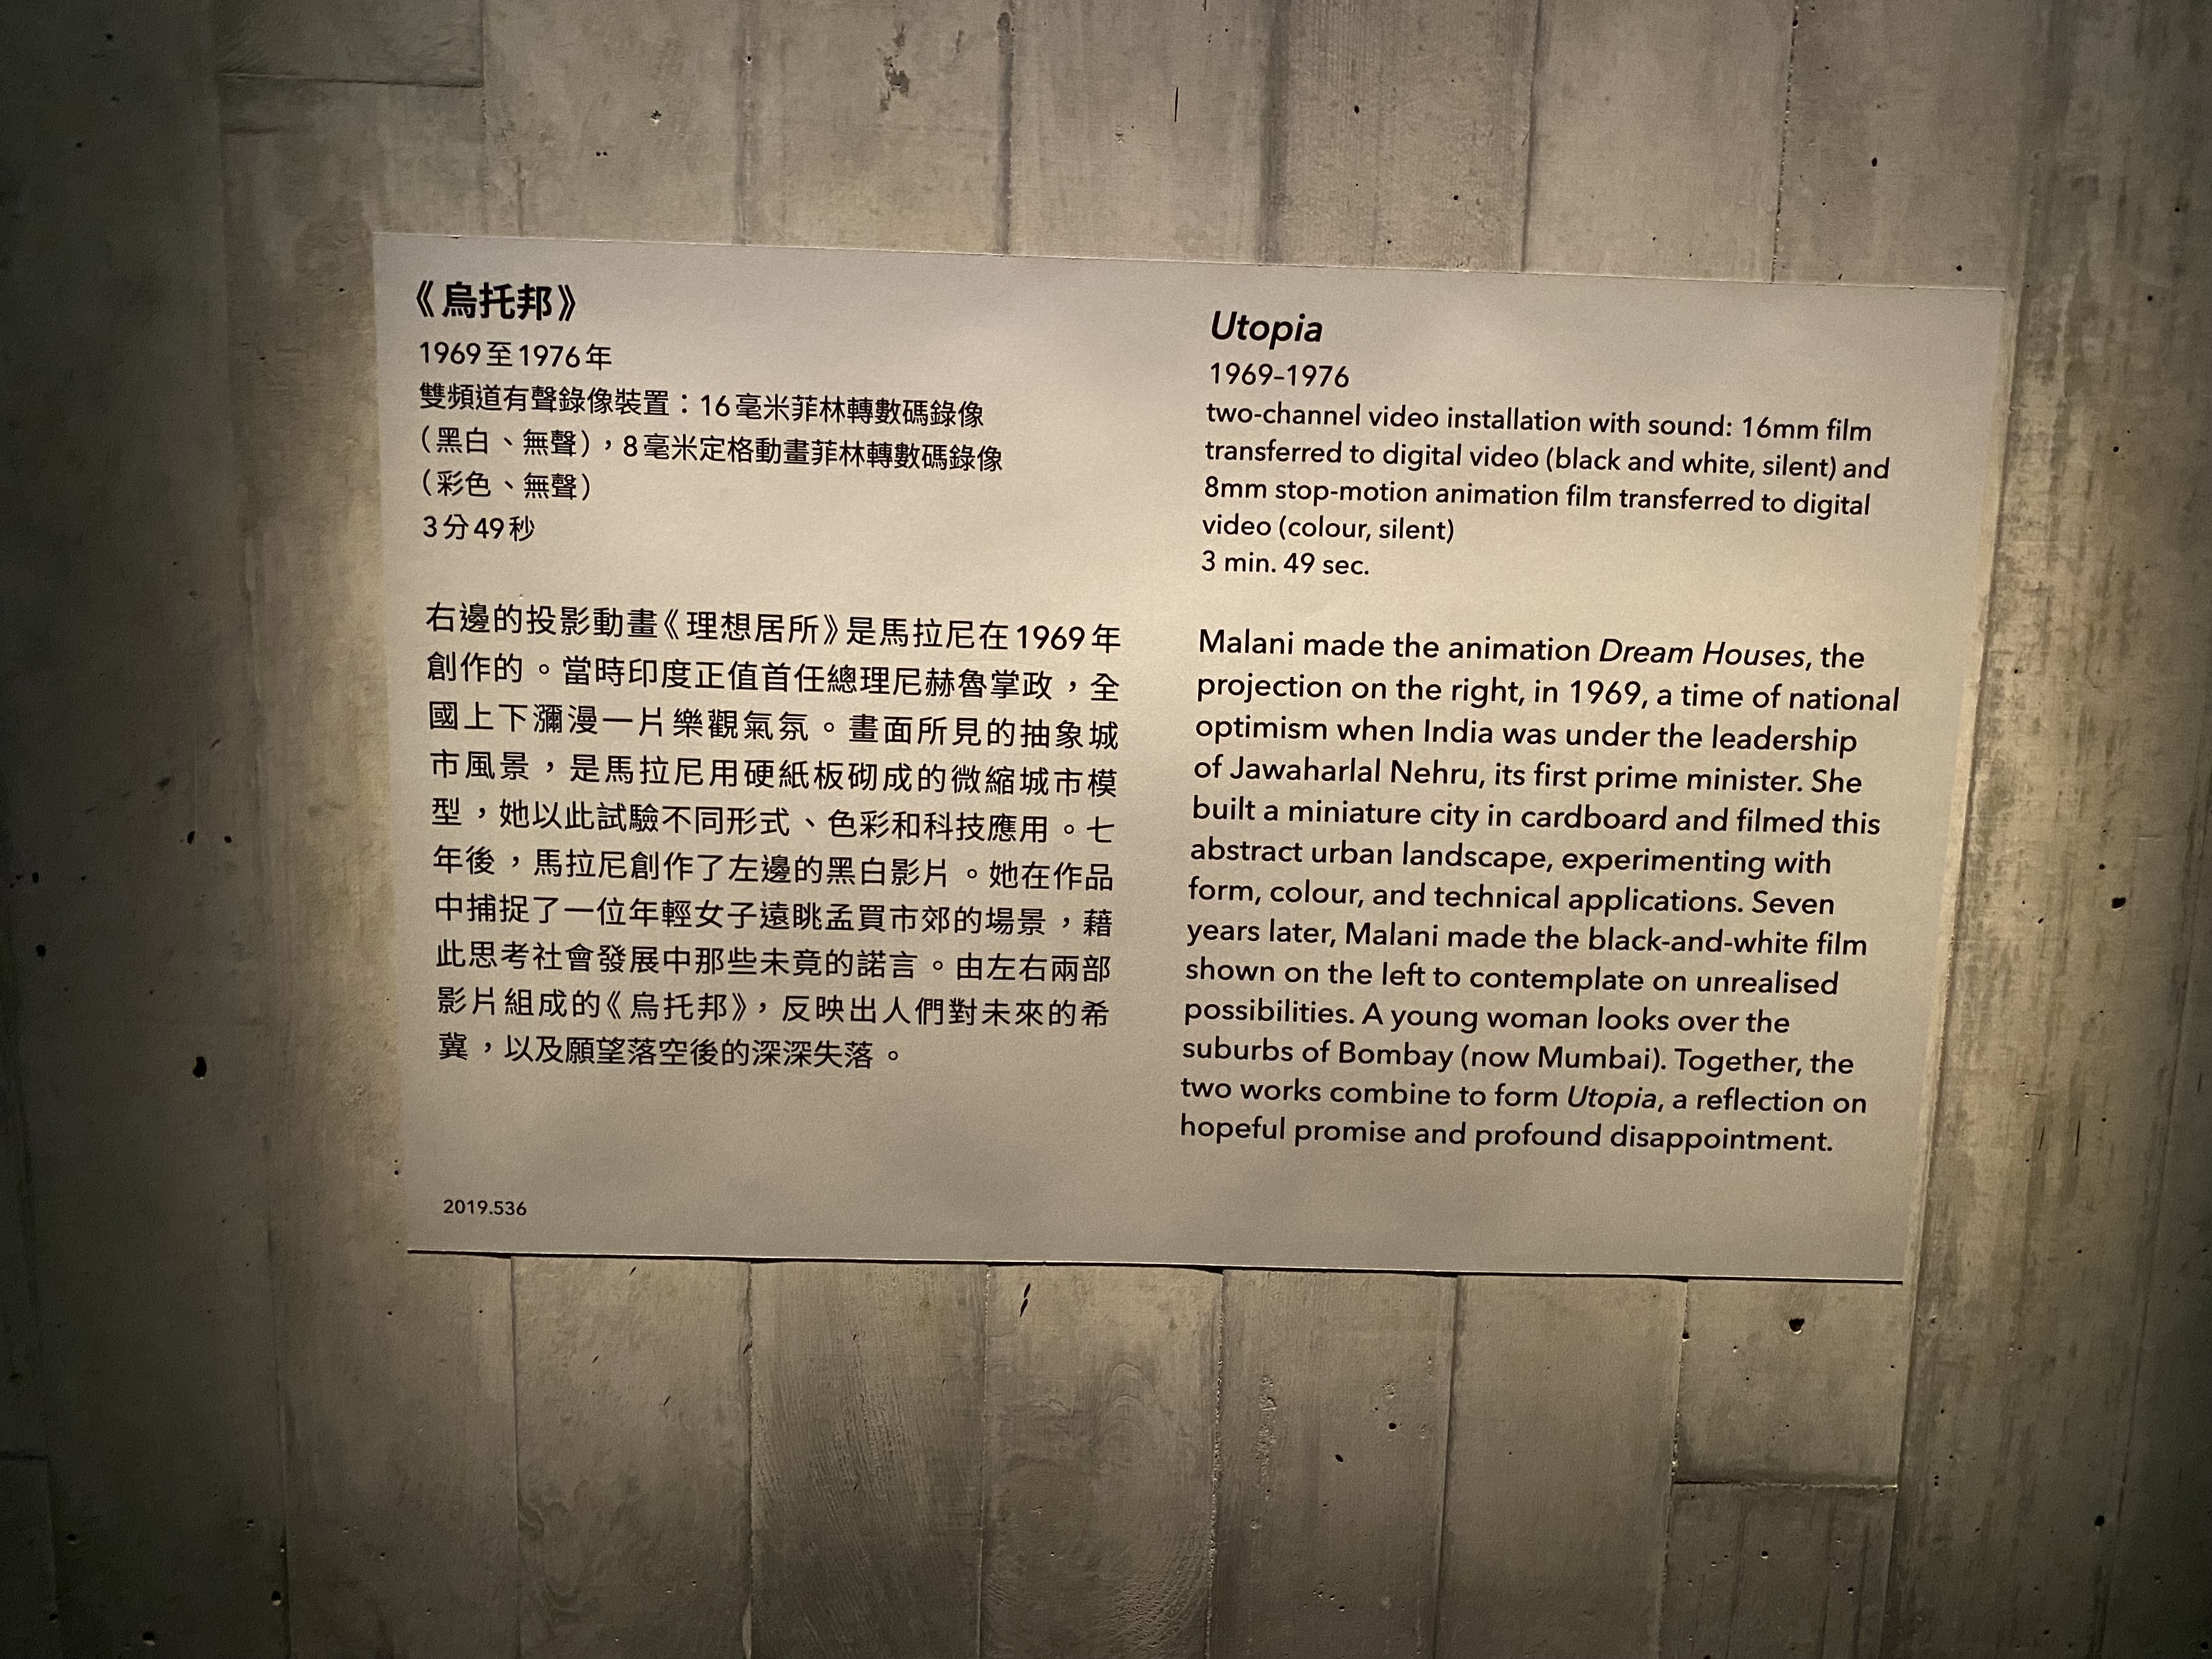 《烏托邦》
1969至1976年
雙頻道有聲錄像裝置：16毫米菲林轉數碼錄像
（黑白、無聲），8毫米定格動畫菲林轉數碼錄像
（彩色、無聲）
3分49秒
右邊的投影動畫《理想居所》是馬拉尼在1969年
創作的。當時印度正值首任總理尼赫魯掌政，全
國上下瀰漫一片樂觀氣氛。畫面所見的抽象城
市風景，是馬拉尼用硬紙板砌成的微縮城市模
型，她以此試驗不同形式、色彩和科技應用。七
年後，馬拉尼創作了左邊的黑白影片。她在作品
中捕捉了一位年輕女子遠眺孟買市郊的場景，藉
此思考社會發展中那些未竟的諾言。由左右兩部
影片組成的《烏托邦》，反映出人們對未來的希
冀，以及願望落空後的深深失落。
2019.536
Utopia
1969–1976
two-channel video installation with sound: 16mm film
transferred to digital video (black and white, silent) and
8mm stop-motion animation film transferred to digital
video (colour, silent)
3 min. 49 sec.
Malani made the animation Dream Houses, the
projection on the right, in 1969, a time of national
optimism when India was under the leadership
of Jawaharlal Nehru, its first prime minister. She
built a miniature city in cardboard and filmed this
abstract urban landscape, experimenting with
form, colour, and technical applications. Seven
years later, Malani made the black-and-white film
shown on the left to contemplate on unrealised
possibilities. A young woman looks over the
suburbs of Bombay (now Mumbai). Together, the
two works combine to form Utopia, a reflection on
hopeful promise and profound disappointment.